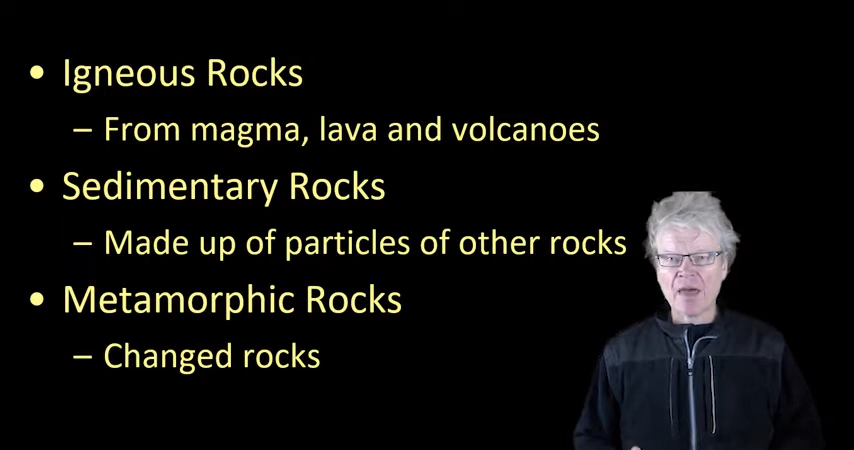 • Igneous Rocks
– From magma, lava and volcanoes
• Sedimentary Rocks
– Made up of particles of other rocks
• Metamorphic Rocks
– Changed rocks